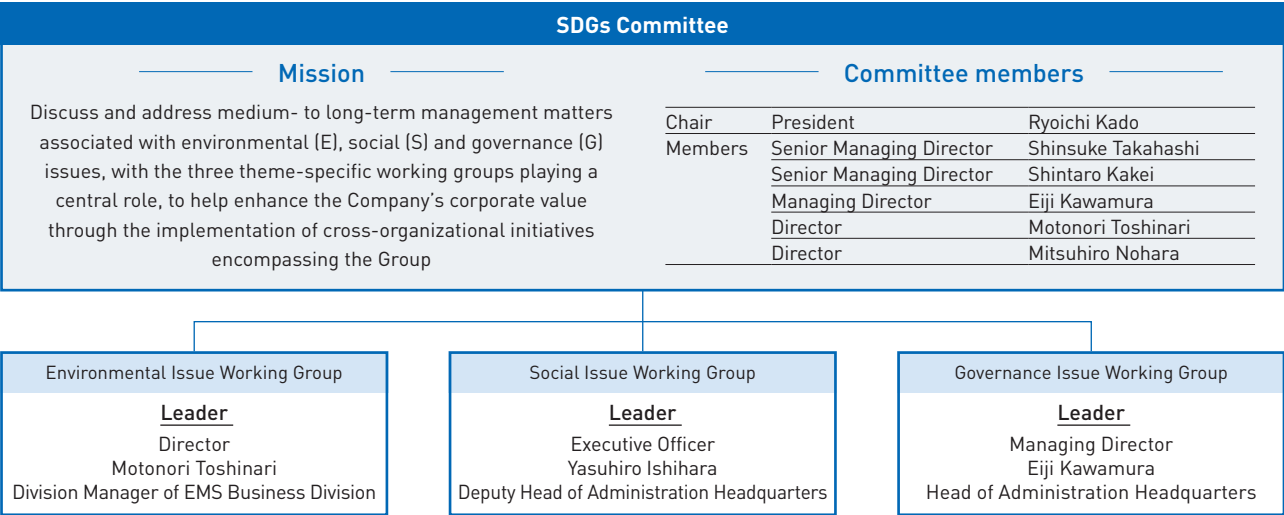 SDGs Committee
Mission
Discuss and address medium- to long-term management matters
associated with environmental (E), social (S) and governance (G)
issues, with the three theme-specific working groups playing a
central role, to help enhance the Company's corporate value
through the implementation of cross-organizational initiatives
encompassing the Group
Committee members
Chair President Ryoichi Kado
Members Senior Managing Director Shinsuke Takahashi
Senior Managing Director Shintaro Kakei
Managing Director Eiji Kawamura
Director Motonori Toshinari
Director Mitsuhiro Nohara
Environmental Issue Working Group
Leader
Director
Motonori Toshinari
Division Manager of EMS Business Division
Social Issue Working Group
Leader
Executive Officer
Yasuhiro Ishihara
Deputy Head of Administration Headquarters
Governance Issue Working Group
Leader
Managing Director
Eiji Kawamura
Head of Administration Headquarters